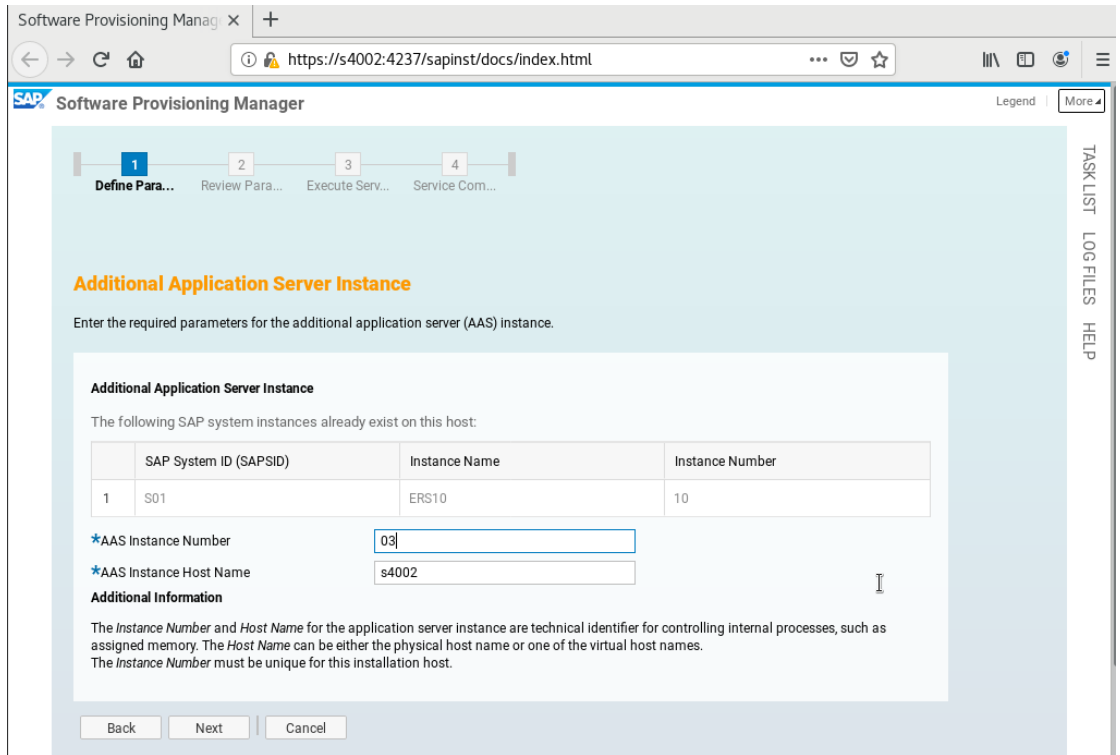 Software Provisioning Manag
https://s4002:4237/sapinst/docs/index.html
SAP Software Provisioning Manager
Legend
More
1
2
3
4
Define Para...
Review Para...
Execute Serv...
Service Com...
TASK LIST
LOG FILES
HELP
Additional Application Server Instance
Enter the required parameters for the additional application server (AAS) instance.
Additional Application Server Instance
The following SAP system instances already exist on this host:
SAP System ID (SAPSID) Instance Name Instance Number
1 S01 ERS10 10
*AAS Instance Number 03
*AAS Instance Host Name s4002
Additional Information
The Instance Number and Host Name for the application server instance are technical identifier for controlling internal processes, such as
assigned memory. The Host Name can be either the physical host name or one of the virtual host names.
The Instance Number must be unique for this installation host.
Back Next Cancel